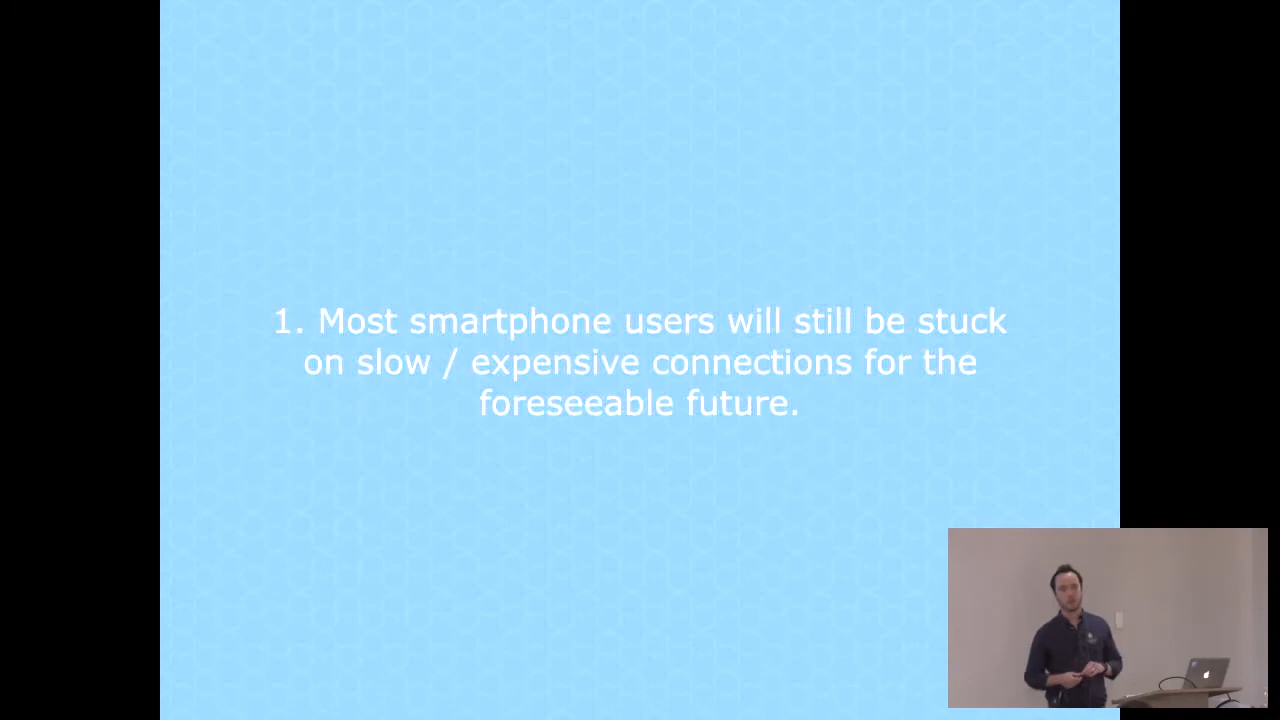 1. Most smartphone users will still be stuck
on slow / expensive connections for the
foreseeable future.